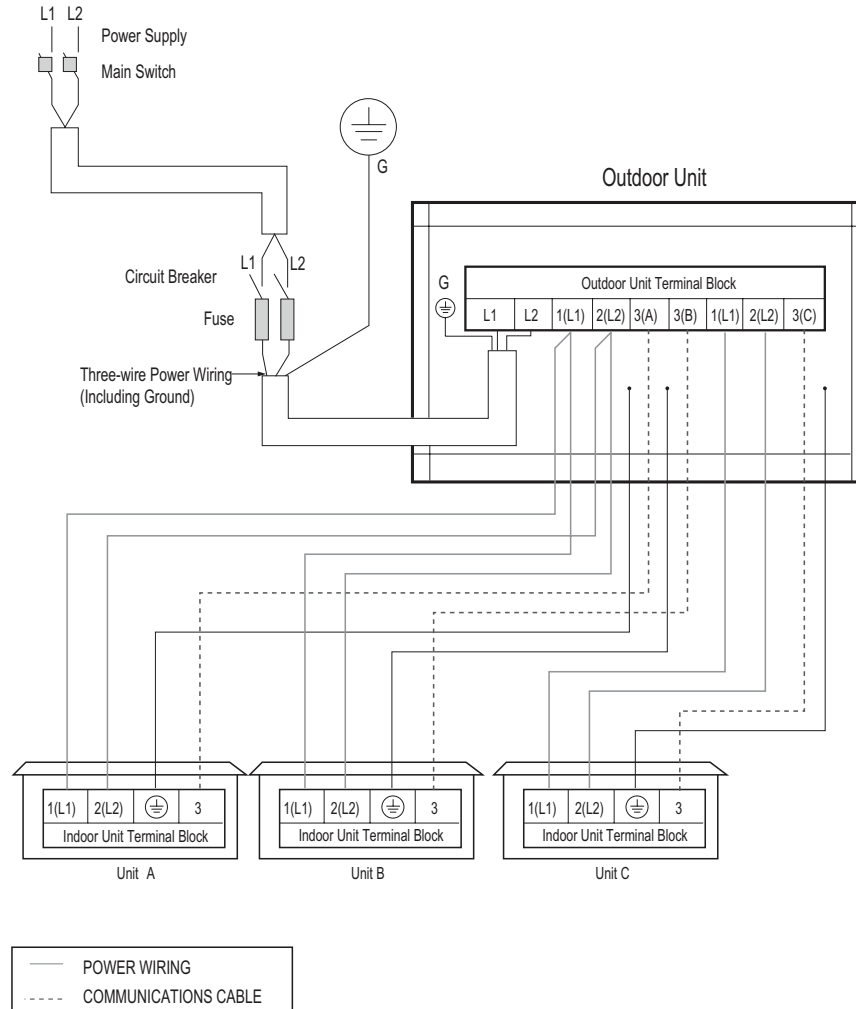 L1 L2
Power Supply
Main Switch
G
Outdoor Unit
Circuit Breaker
L1
L2
Fuse
Three-wire Power Wiring
(Including Ground)
G
Outdoor Unit Terminal Block
L1 L2 1(L1) 2(L2) 3(A) 3(B) 1(L1) 2(L2) 3(C)
1(L1) 2(L2) 3
Indoor Unit Terminal Block
Unit A
1(L1) 2(L2) 3
Indoor Unit Terminal Block
Unit B
1(L1) 2(L2) 3
Indoor Unit Terminal Block
Unit C
POWER WIRING
COMMUNICATIONS CABLE